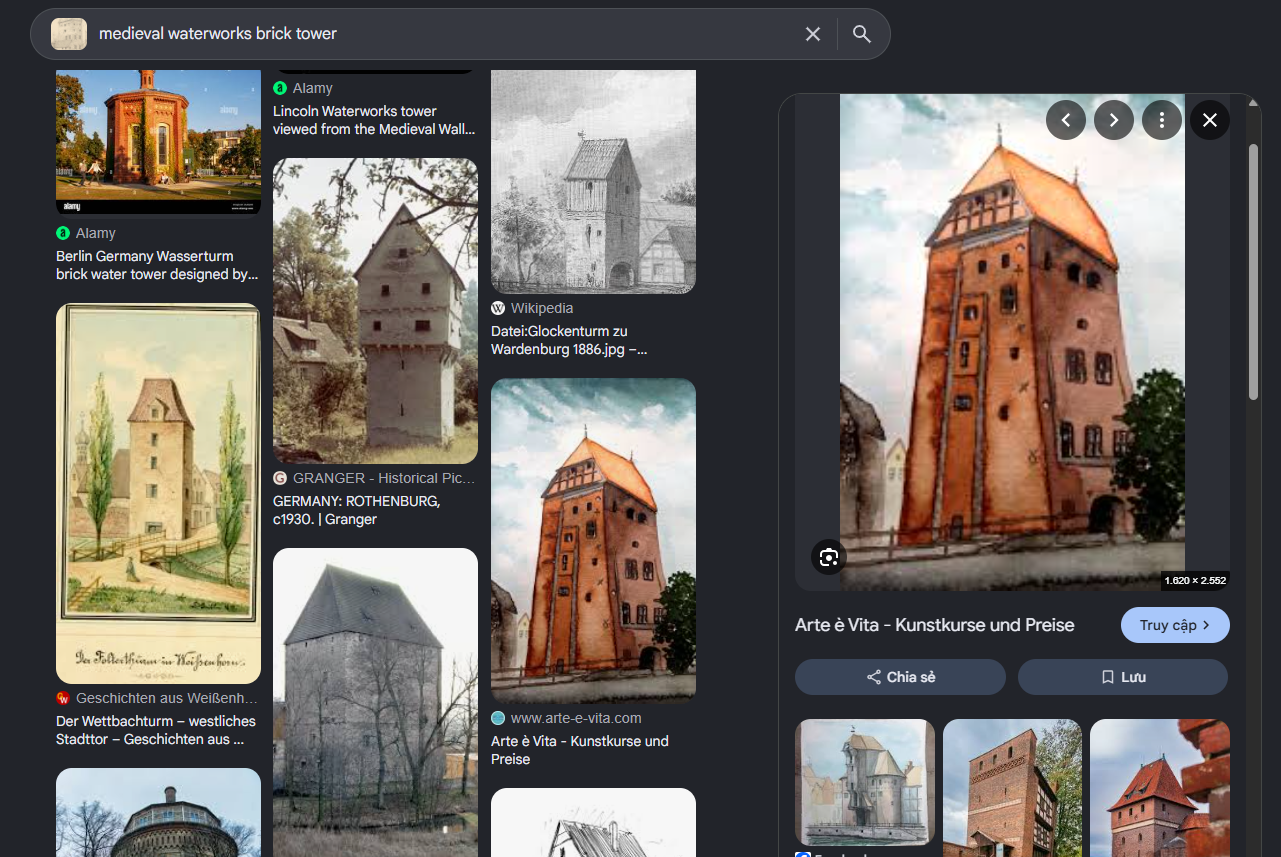 medieval waterworks brick tower
alamy
Alamy
Berlin Germany Wasserturm
brick water tower designed by...
Der Folterthurm in Weißenhorn.
Geschichten aus Weißenh...
Der Wettbachturm – westliches
Stadttor – Geschichten aus ...
Alamy
Lincoln Waterworks tower
viewed from the Medieval Wall...
GRANGER - Historical Pic...
GERMANY: ROTHENBURG,
c1930. | Granger
Wikipedia
Datei:Glockenturm zu
Wardenburg 1886.jpg –...
www.arte-e-vita.com
Arte è Vita - Kunstkurse und
Preise
1.620 × 2.552
Arte è Vita - Kunstkurse und Preise
Truy cập
Chia sẻ
Lưu